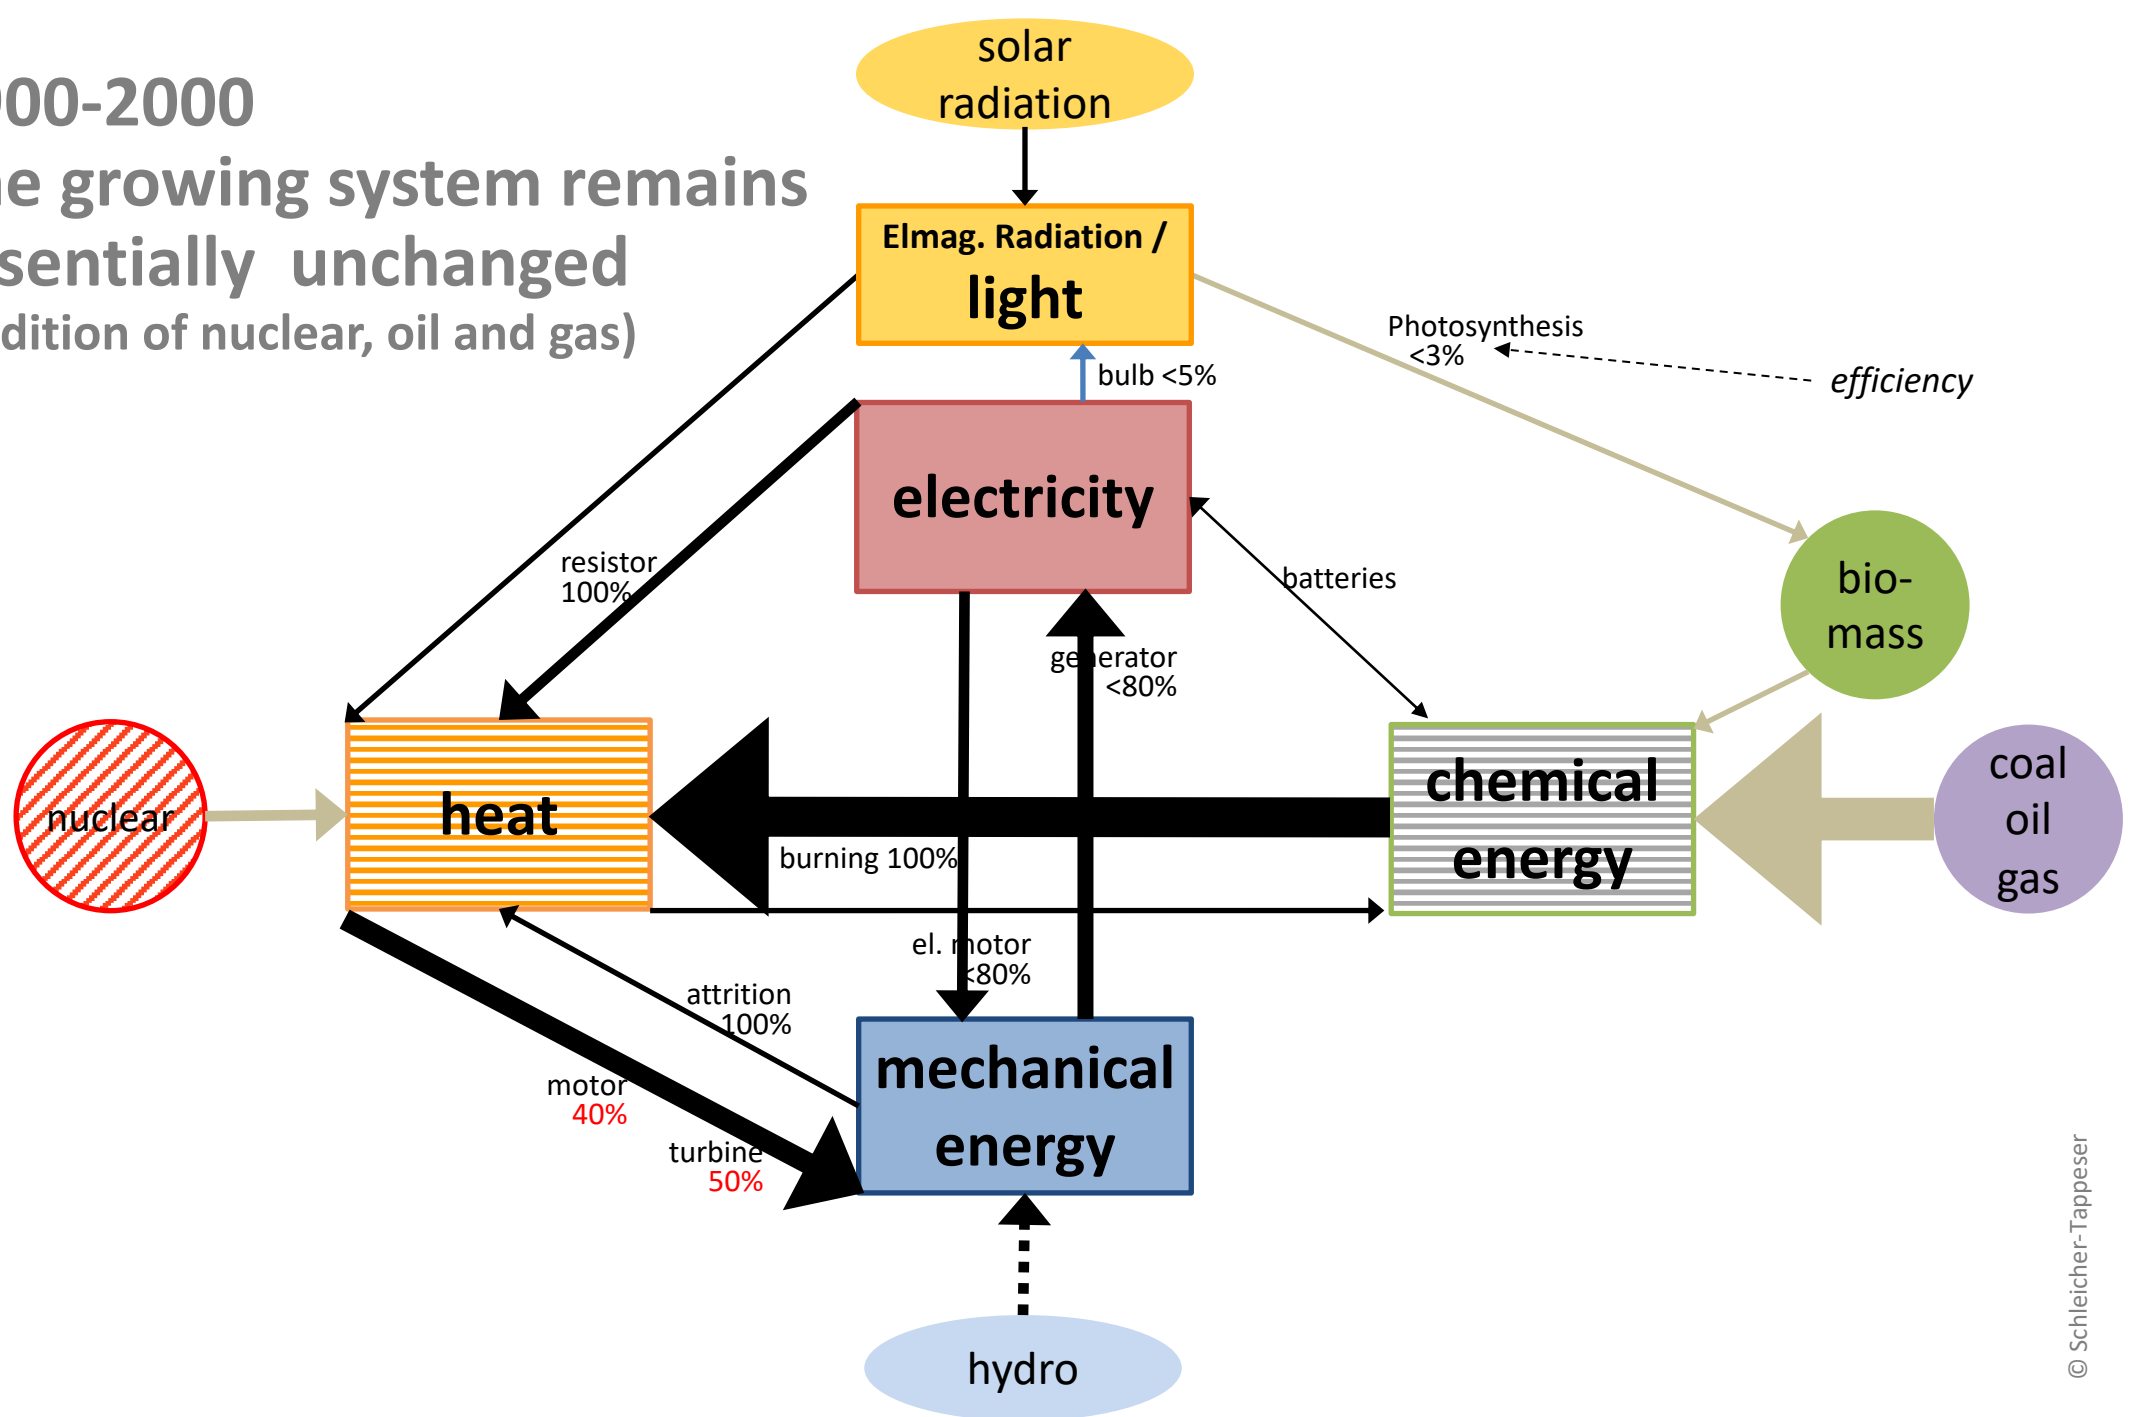 00-2000
e growing system remains
sentially unchanged
dition of nuclear, oil and gas)
solar
radiation
Elmag. Radiation /
light
bulb <5%
Photosynthesis
<3%
efficiency
electricity
resistor
100%
batteries
bio-
mass
generator
<80%
nuclear
heat
burning 100%
chemical
energy
coal
oil
gas
el. motor
<80%
attrition
100%
motor
40%
turbine
50%
mechanical
energy
hydro
© Schleicher-Tappeser